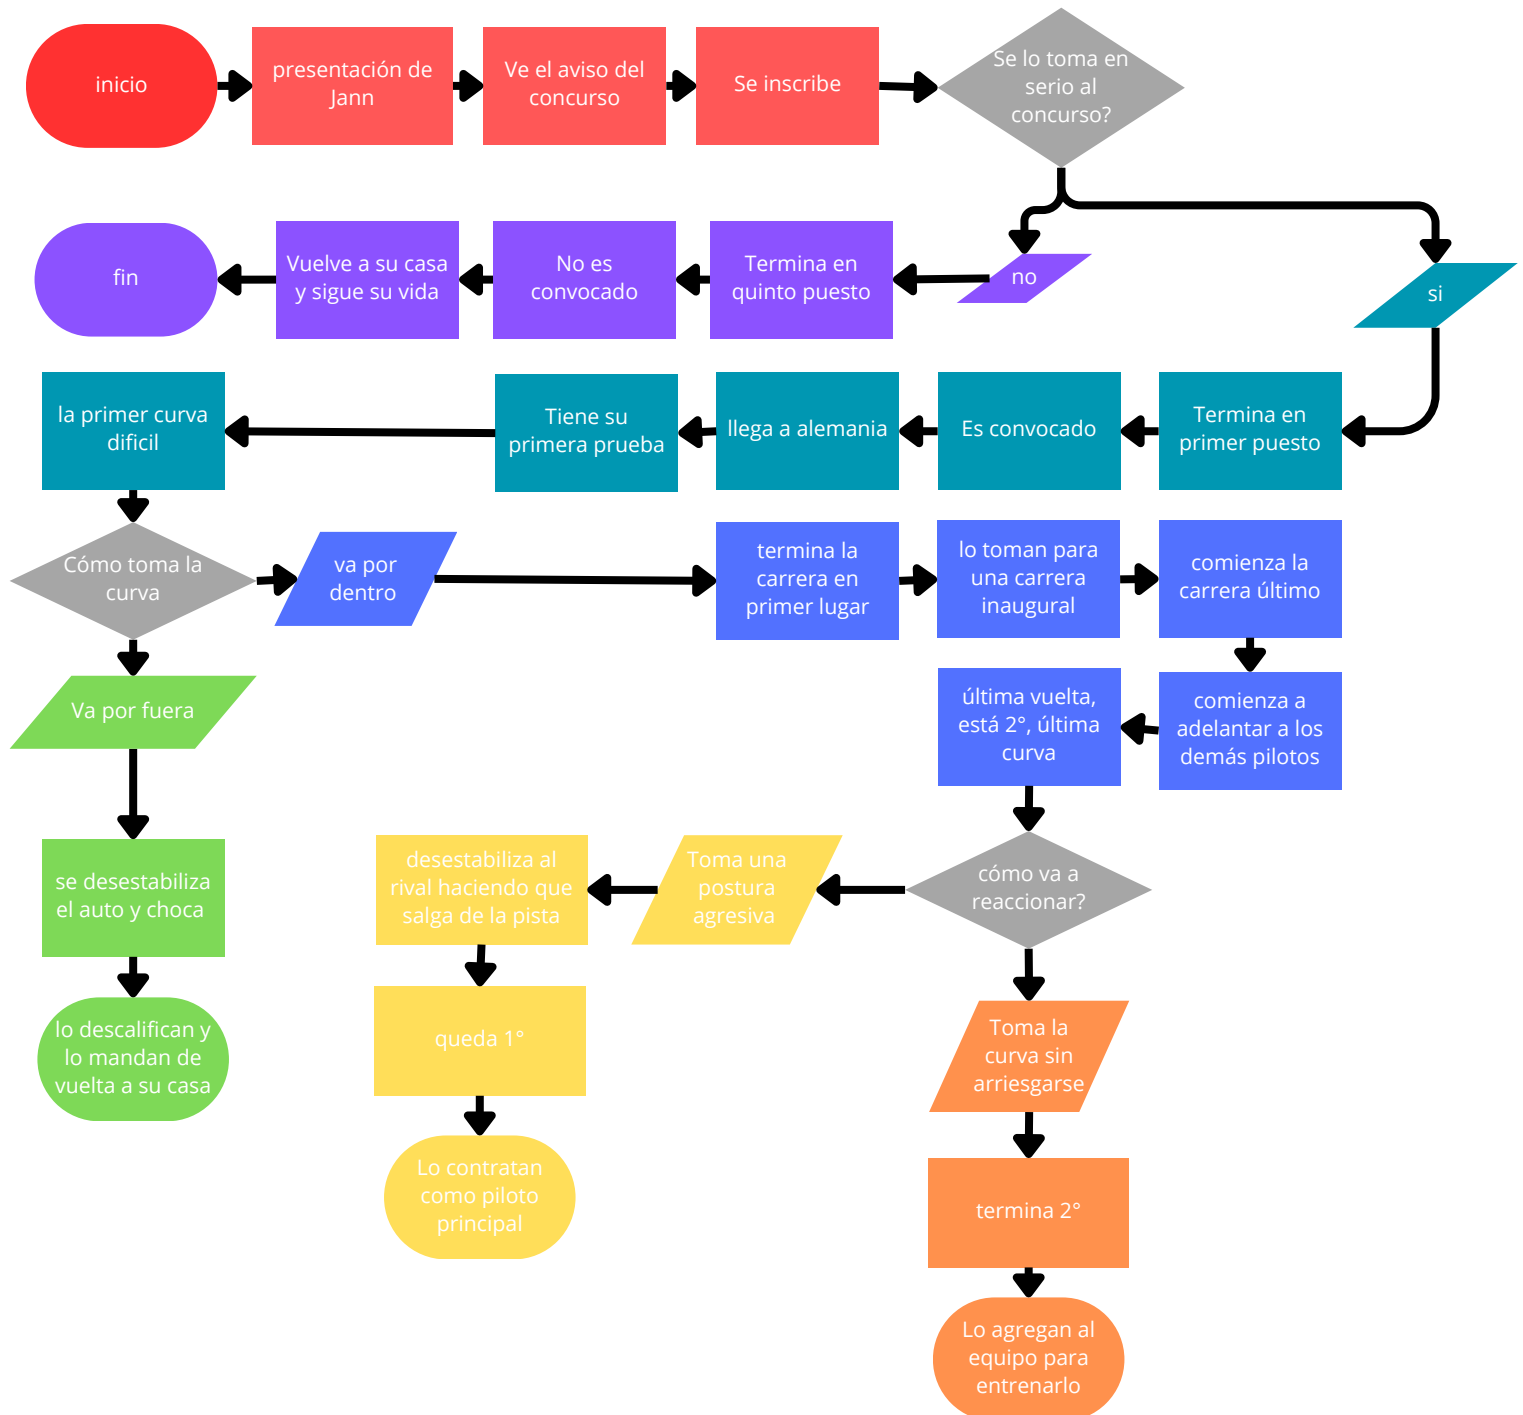 inicio
presentación de
Jann
Ve el aviso del
concurso
Se inscribe
Se lo toma en
serio al
concurso?
fin
Vuelve a su casa
y sigue su vida
No es
convocado
Termina en
quinto puesto
no
si
la primer curva
dificil
Tiene su
primera prueba
llega a alemania
Es convocado
Termina en
primer puesto
Cómo toma la
curva
va por
dentro
termina la
carrera en
primer lugar
lo toman para
una carrera
inaugural
comienza la
carrera último
Va por fuera
última vuelta,
está 2°, última
curva
comienza a
adelantar a los
demás pilotos
se desestabiliza
el auto y choca
desestabiliza al
rival haciendo que
salga de la pista
Toma una
postura
agresiva
cómo va a
reaccionar?
lo descalifican y
lo mandan de
vuelta a su casa
queda 1°
Toma la
curva sin
arriesgarse
Lo contratan
como piloto
principal
termina 2°
Lo agregan al
equipo para
entrenarlo